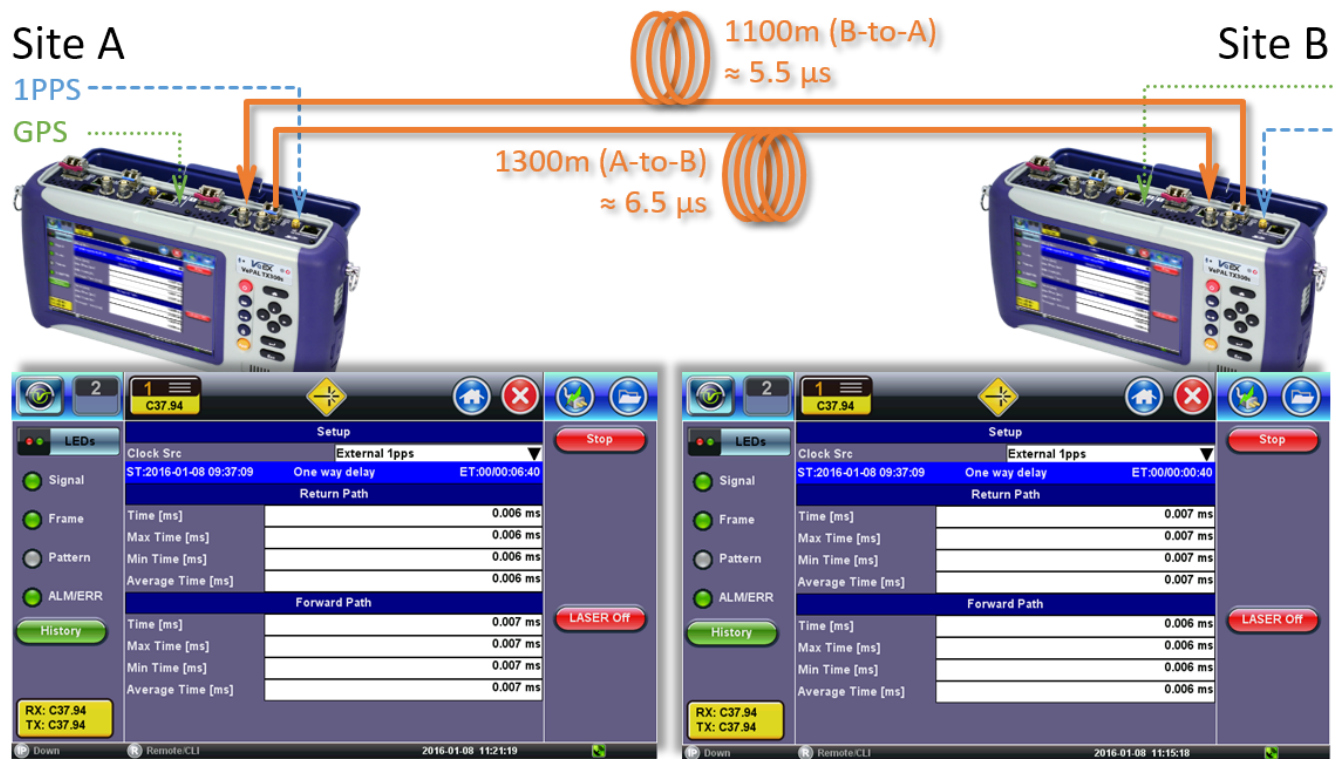 Site A
1PPS
GPS
1100m (B-to-A)
≈ 5.5 μs
1300m (A-to-B)
≈ 6.5 μs
Site B
VeEX
VePAL TX300s
VeEX
VePAL TX300s
2
1
C37.94
LEDs
Signal
Frame
Pattern
ALM/ERR
History
RX: C37.94
TX: C37.94
Setup
Clock Src External 1pps
ST:2016-01-08 09:37:09 One way delay ET:00/00:06:40
Return Path
Time [ms] 0.006 ms
Max Time [ms] 0.006 ms
Min Time [ms] 0.006 ms
Average Time [ms] 0.006 ms
Forward Path
Time [ms] 0.007 ms
Max Time [ms] 0.007 ms
Min Time [ms] 0.007 ms
Average Time [ms] 0.007 ms
Stop
LASER Off
IP Down R Remote/CLI 2016-01-08 11:21:19
2
1
C37.94
LEDs
Signal
Frame
Pattern
ALM/ERR
History
RX: C37.94
TX: C37.94
Setup
Clock Src External 1pps
ST:2016-01-08 09:37:09 One way delay ET:00/00:00:40
Return Path
Time [ms] 0.007 ms
Max Time [ms] 0.007 ms
Min Time [ms] 0.007 ms
Average Time [ms] 0.007 ms
Forward Path
Time [ms] 0.006 ms
Max Time [ms] 0.006 ms
Min Time [ms] 0.006 ms
Average Time [ms] 0.006 ms
Stop
LASER Off
IP Down R Remote/CLI 2016-01-08 11:15:18